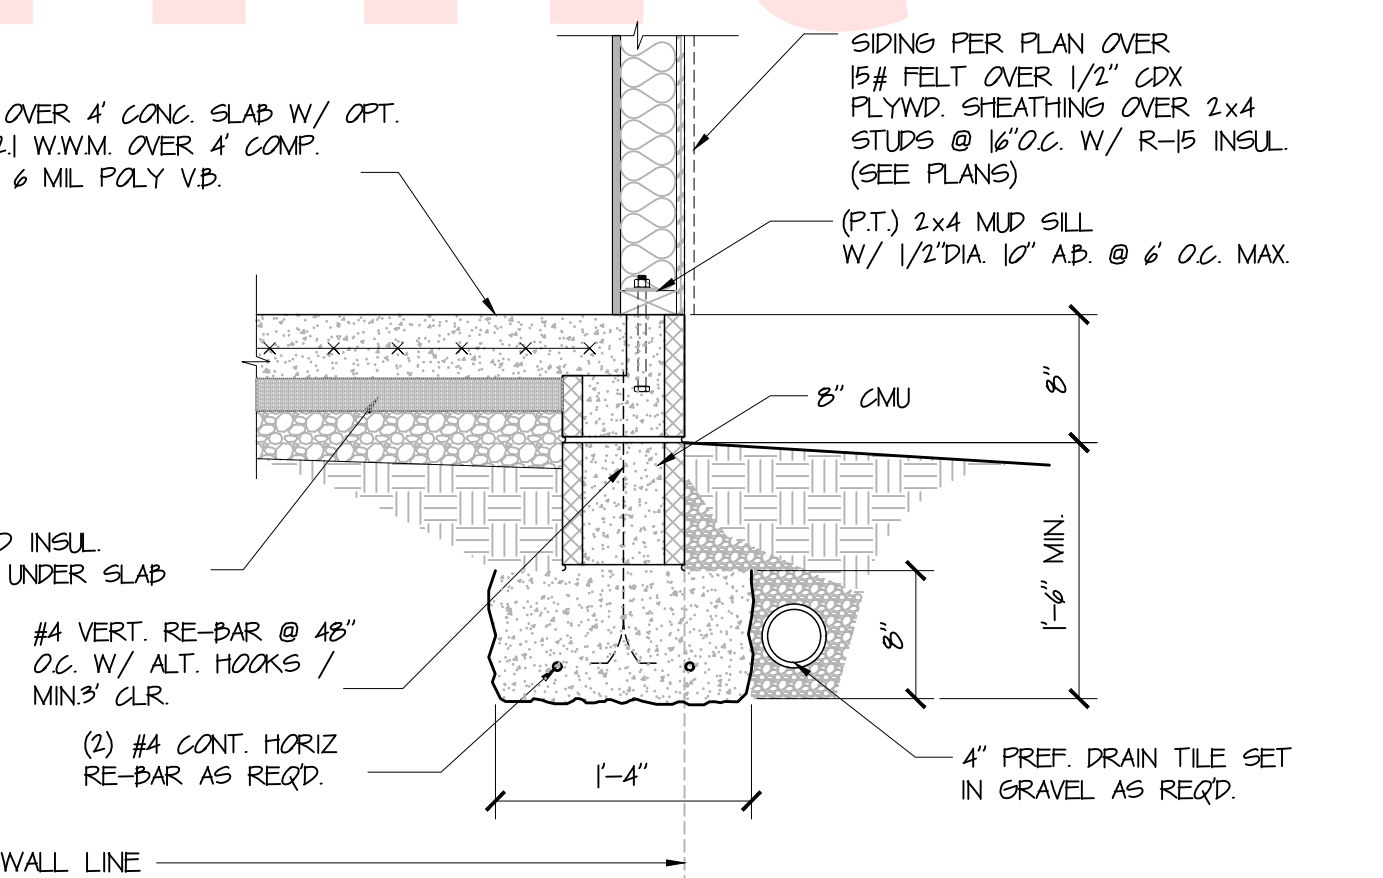 SIDING PER PLAN OVER
15# FELT OVER 1/2" CDX
PLYWD. SHEATHING OVER 2x4
STUDS @ 16"O.C. W/ R-15 INSUL.
(SEE PLANS)
OVER 4' CONC. SLAB W/ OPT.
2.1 W.W.M. OVER 4' COMP.
6 MIL POLY V.B.
(P.T.) 2x4 MUD SILL
W/ 1/2"DIA. 10" A.B. @ 6' O.C. MAX.
8"
8" CMU
1'-6" MIN.
INSUL.
UNDER SLAB
#4 VERT. RE-BAR @ 48"
O.C. W/ ALT. HOOKS /
MIN.3' CLR.
8"
(2) #4 CONT. HORIZ
RE-BAR AS REQ'D.
1'-4"
4" PREF. DRAIN TILE SET
IN GRAVEL AS REQ'D.
WALL LINE